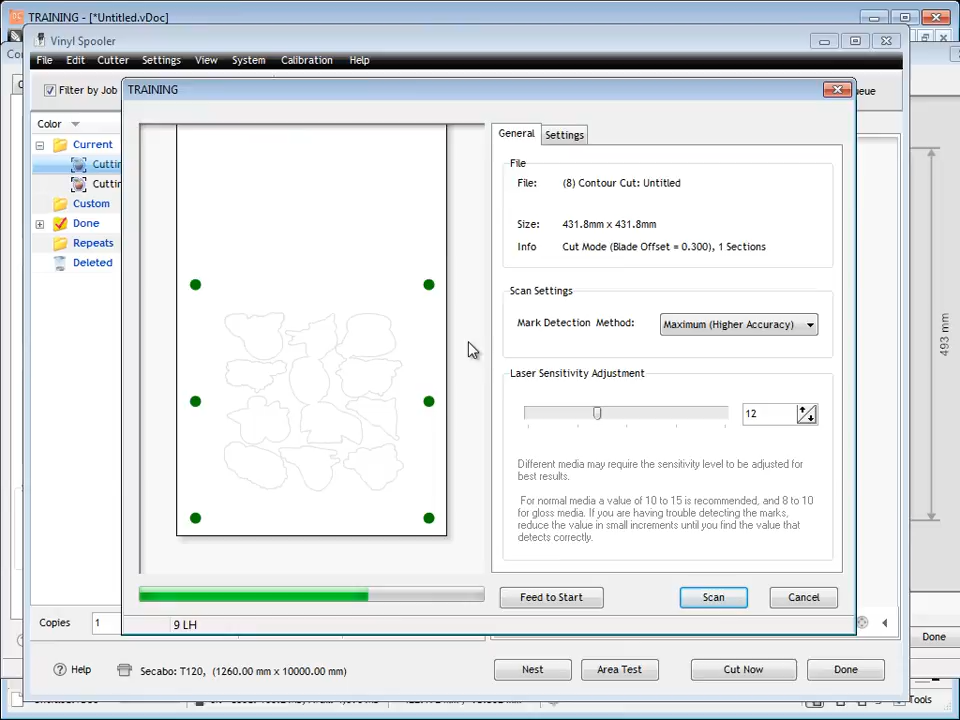 TRAINING - [*Untitled.vDoc]
Vinyl Spooler
File Edit Cutter Settings View System Calibration Help
Filter by Job
TRAINING
Color
Current
Custom
Done
Repeats
Deleted
General Settings
File
File: (8) Contour Cut: Untitled
Size: 431.8mm x 431.8mm
Info Cut Mode (Blade Offset = 0.300), 1 Sections
Scan Settings
Mark Detection Method: Maximum (Higher Accuracy)
Laser Sensitivity Adjustment
12
Different media may require the sensitivity level to be adjusted for
best results.
For normal media a value of 10 to 15 is recommended, and 8 to 10
for gloss media. If you are having trouble detecting the marks,
reduce the value in small increments until you find the value that
detects correctly.
Feed to Start Scan Cancel
9 LH
Copies 1
Help Secabo: T120, (1260.00 mm x 10000.00 mm)
Nest Area Test Cut Now Done
493 mm
Done
Tools